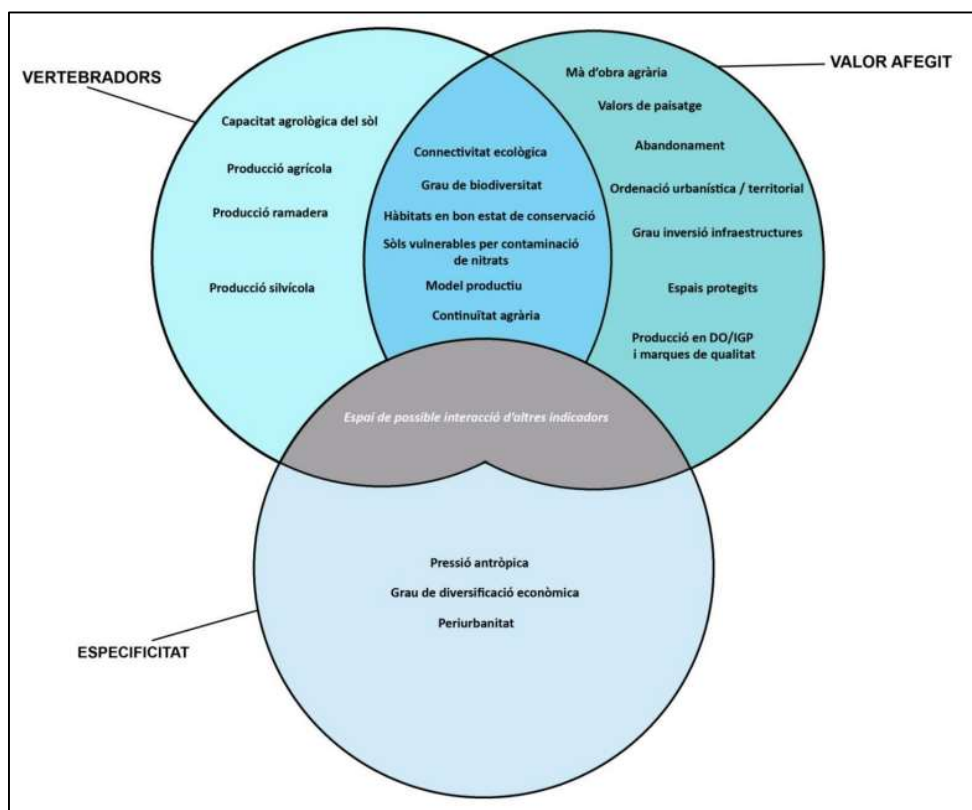 VERTEBRADORS
Capacitat agrològica del sòl
Producció agrícola
Producció ramadera
Producció silvícola
Connectivitat ecològica
Grau de biodiversitat
Hàbitats en bon estat de conservació
Sòls vulnerables per contaminació
de nitrats
Model productiu
Continuïtat agrària
VALOR AFEGIT
Mà d'obra agrària
Valors de paisatge
Abandonament
Ordenació urbanística / territorial
Grau inversió infraestructures
Espais protegits
Producció en DO/IGP
i marques de qualitat
Espai de possible interacció d'altres indicadors
Pressió antròpica
Grau de diversificació econòmica
Periurbanitat
ESPECIFICITAT